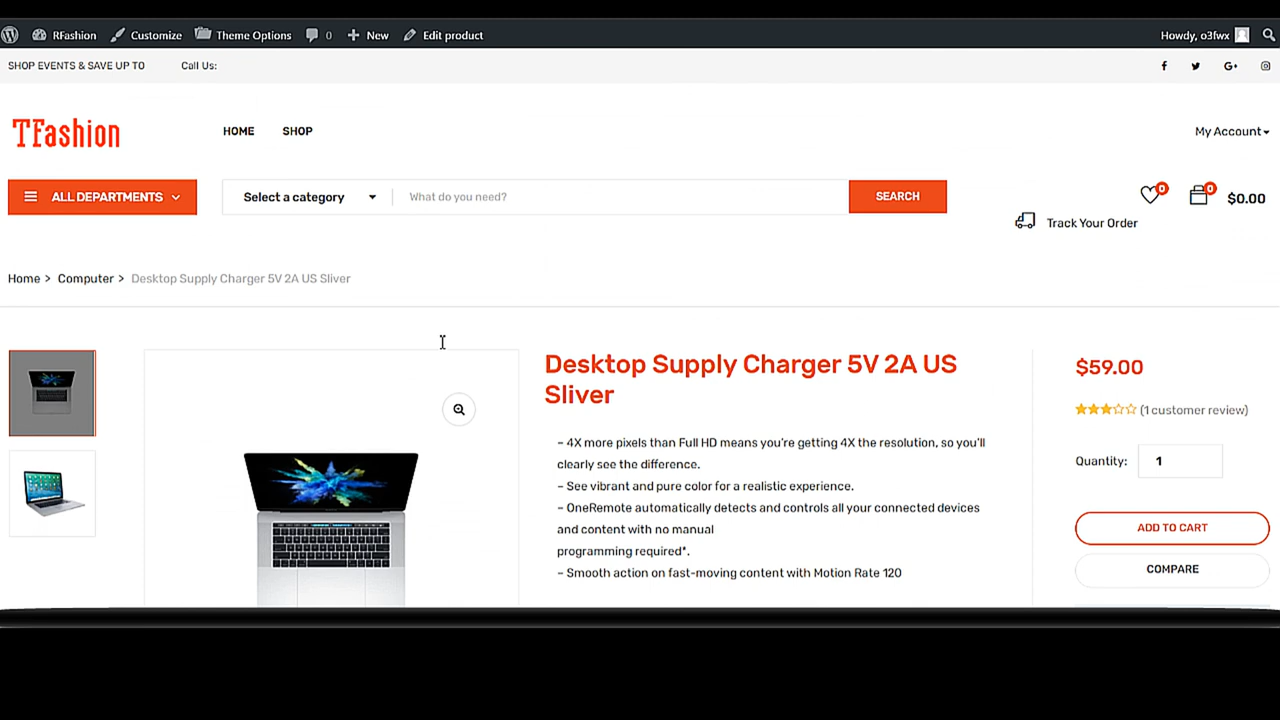 RFashion Customize Theme Options 0 New Edit product Howdy, o3fwx
SHOP EVENTS & SAVE UP TO Call Us:
TFashion HOME SHOP My Account
ALL DEPARTMENTS Select a category What do you need? SEARCH 0 0 $0.00
Track Your Order
Home > Computer > Desktop Supply Charger 5V 2A US Sliver
Desktop Supply Charger 5V 2A US
Sliver
– 4X more pixels than Full HD means you're getting 4X the resolution, so you'll
clearly see the difference.
– See vibrant and pure color for a realistic experience.
– OneRemote automatically detects and controls all your connected devices
and content with no manual
programming required*.
– Smooth action on fast-moving content with Motion Rate 120
$59.00
(1 customer review)
Quantity: 1
ADD TO CART
COMPARE